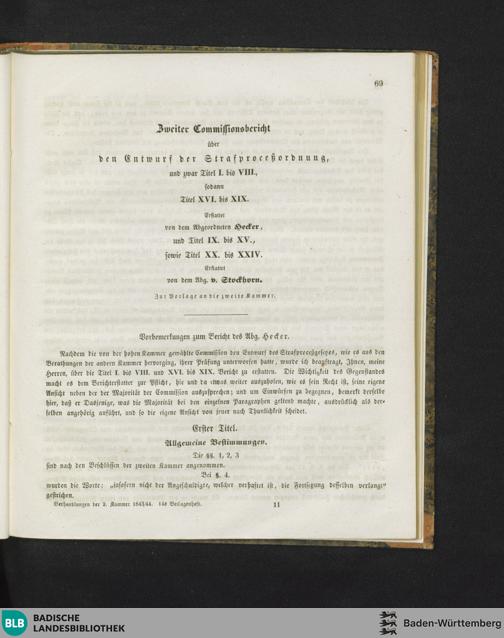 69
Zweiter Commissionsbericht
über
den Entwurf der Strafproceßordnung,
und zwar Titel I. bis VIII.,
sodann
Titel XVI. bis XIX.
Erstattet
von dem Abgeordneten Hecker,
und Titel IX. bis XV.,
sowie Titel XX. bis XXIV.
Erstattet
von dem Abg. v. Stockhorn.
Zur Vorlage an die zweite Kammer.
Vorbemerkungen zum Bericht des Abg. Hecker.
Nachdem die von der hohen Kammer gewählte Commission den Entwurf des Strafproceßgesetzes, wie es aus den
Berathungen der andern Kammer hervorging, ihrer Prüfung unterworfen hatte, wurde ich beauftragt, Ihnen, meine
Herren, über die Titel I. bis VIII. und XVI. bis XIX. Bericht zu erstatten. Die Wichtigkeit des Gegenstandes
macht es dem Berichterstatter zur Pflicht, hie und da etwas weiter auszuholen, wie es sein Recht ist, seine eigene
Ansicht neben der der Majorität der Commission auszusprechen; und um Einwürfen zu begegnen, bemerkt derselbe
hier, daß er Dasjenige, was die Majorität bei den einzelnen Paragraphen geltend machte, ausdrücklich als der-
selben angehörig anführt, und so die eigene Ansicht von jener nach Thunlichkeit scheidet.
Erster Titel.
Allgemeine Bestimmungen.
Die §§. 1, 2, 3
sind nach den Beschlüssen der zweiten Kammer angenommen.
Bei §. 4.
wurden die Worte: „insofern nicht der Angeschuldigte, welcher verhaftet ist, die Fortsetzung desselben verlangt“
gestrichen.
Verhandlungen der 2. Kammer 1843/44. 14s Beilagenheft.
11
BLB
BADISCHE
LANDESBIBLIOTHEK
Baden-Württemberg